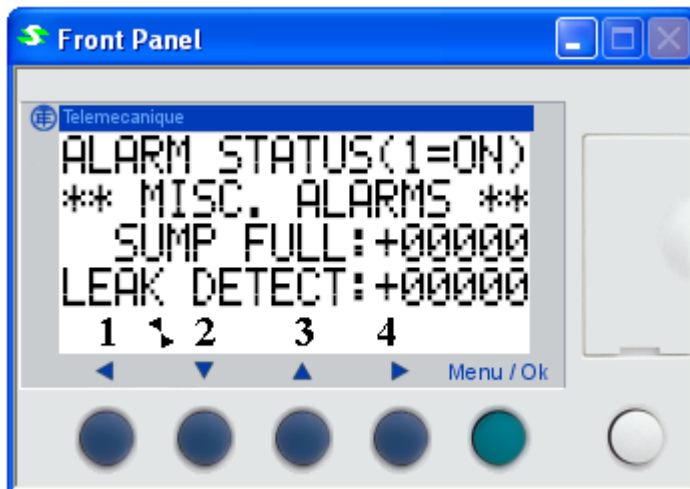 Front Panel
Telemecanique
ALARM STATUS(1=ON)
** MISC. ALARMS **
SUMP FULL:+00000
LEAK DETECT:+00000
1 2 3 4
Menu / Ok